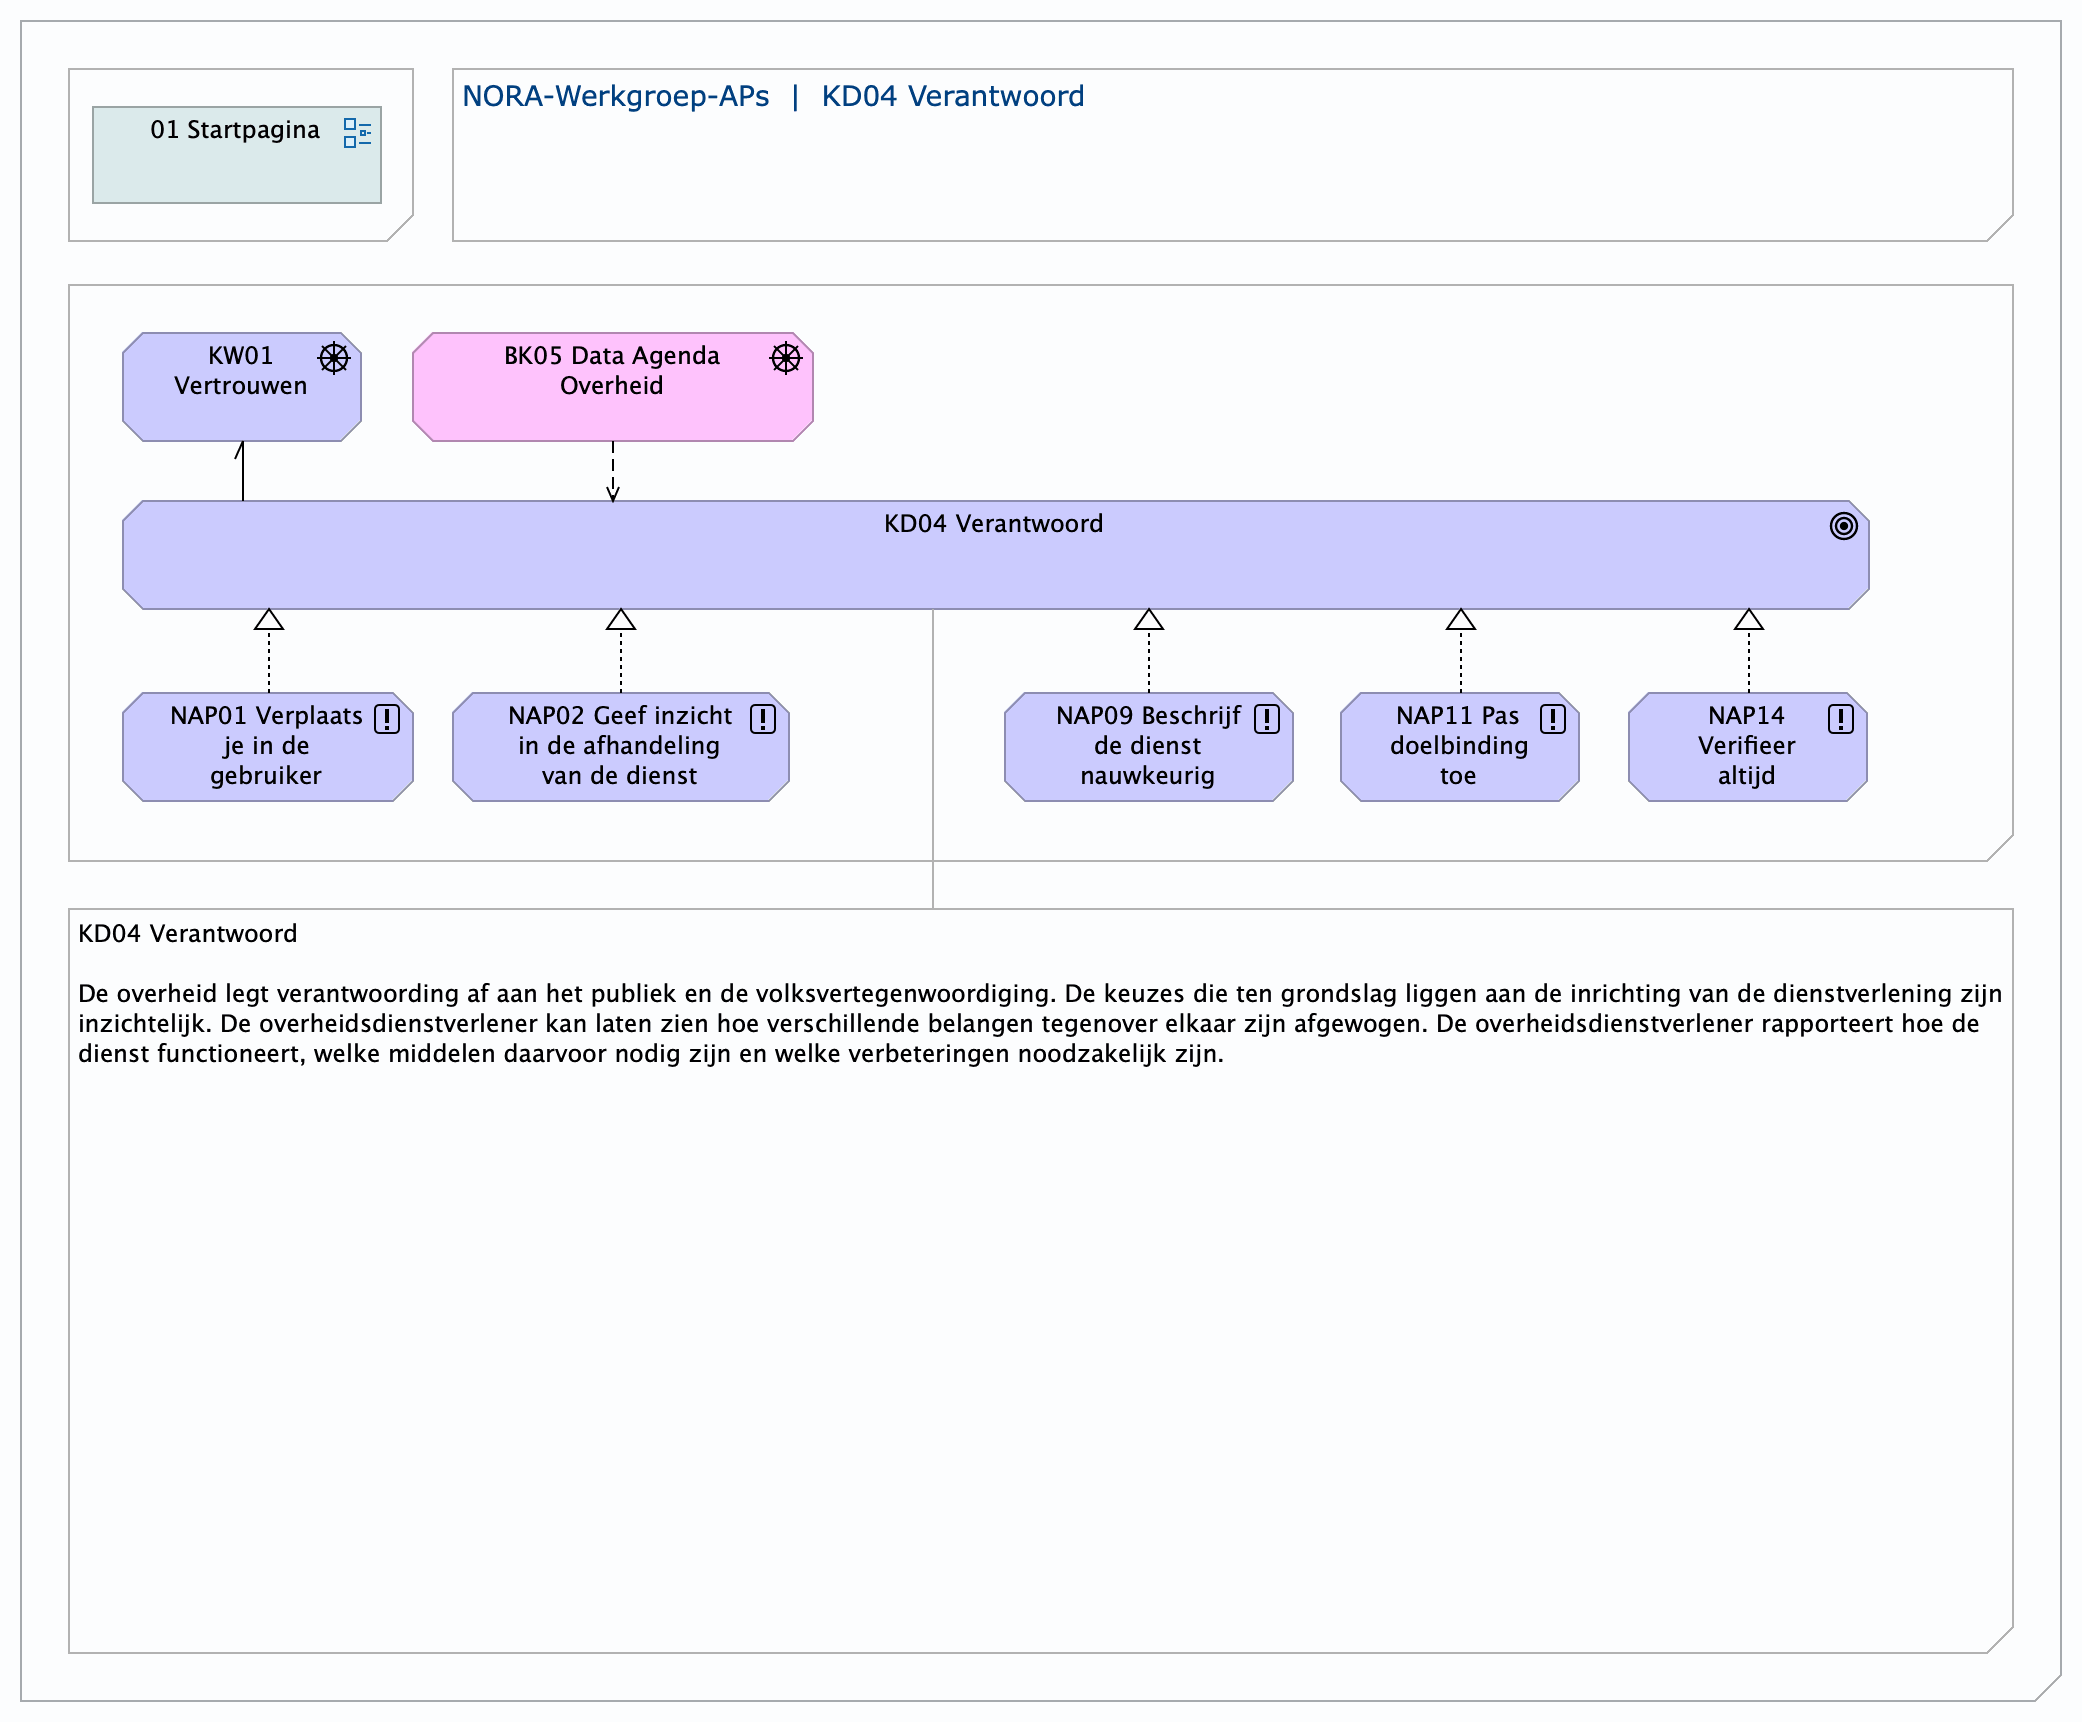 01 Startpagina
NORA-Werkgroep-APs | KD04 Verantwoord
KW01
Vertrouwen
BK05 Data Agenda
Overheid
KD04 Verantwoord
NAP01 Verplaats
je in de
gebruiker
NAP02 Geef inzicht
in de afhandeling
van de dienst
NAP09 Beschrijf
de dienst
nauwkeurig
NAP11 Pas
doelbinding
toe
NAP14
Verifieer
altijd
KD04 Verantwoord
De overheid legt verantwoording af aan het publiek en de volksvertegenwoordiging. De keuzes die ten grondslag liggen aan de inrichting van de dienstverlening zijn
inzichtelijk. De overheidsdienstverlener kan laten zien hoe verschillende belangen tegenover elkaar zijn afgewogen. De overheidsdienstverlener rapporteert hoe de
dienst functioneert, welke middelen daarvoor nodig zijn en welke verbeteringen noodzakelijk zijn.